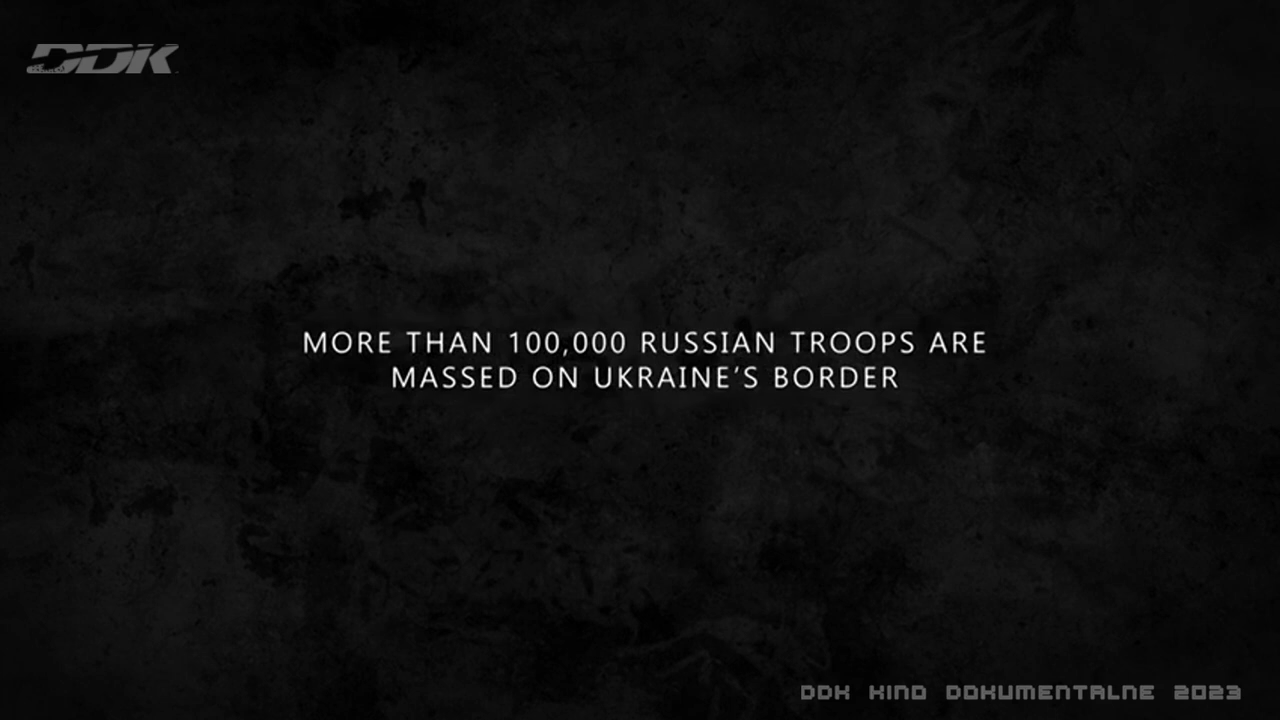 DDK
MORE THAN 100,000 RUSSIAN TROOPS ARE
MASSED ON UKRAINE’S BORDER
DDK KINO DOKUMENTALNE 2023